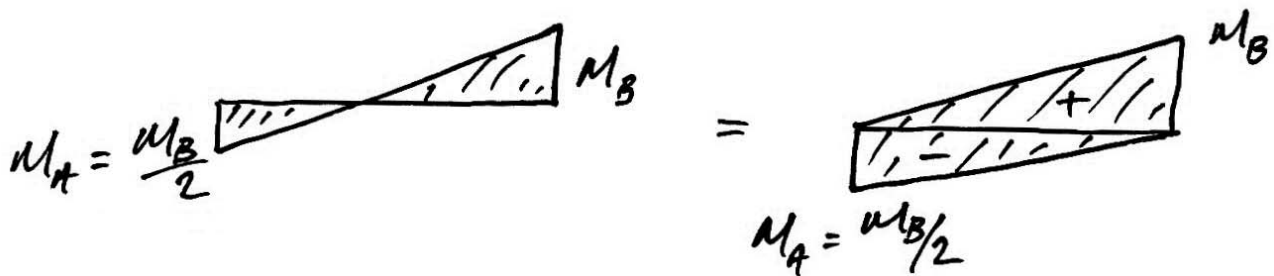 M_B
M_A = M_B/2
=
M_B
+
-
M_A = M_B/2